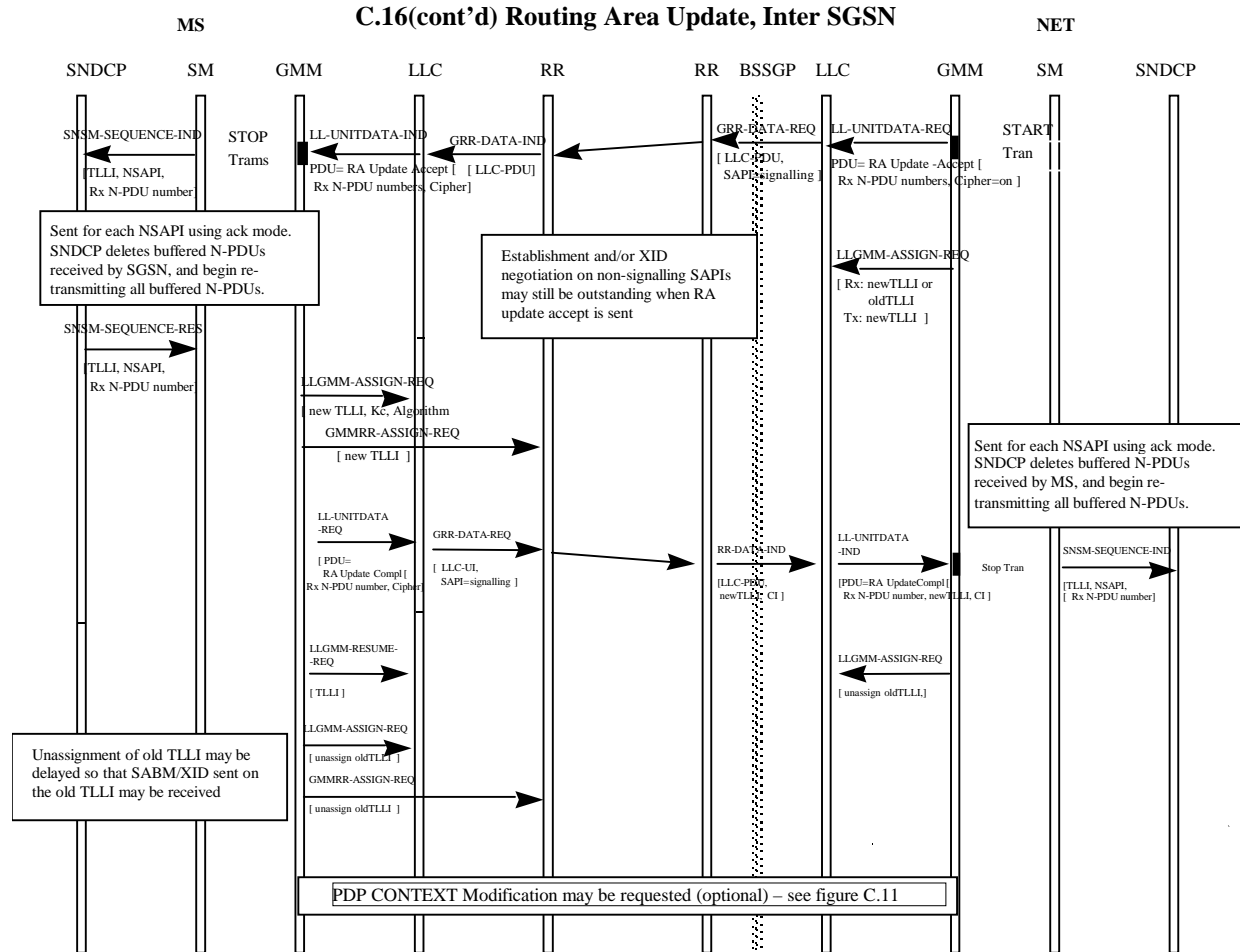 C.16(cont’d) Routing Area Update, Inter SGSN
MS
NET
SNDCP SM GMM LLC RR RR BSSGP LLC GMM SM SNDCP
SNSM-SEQUENCE-IND
[TLLI, NSAPI,
Rx N-PDU number]
STOP
Trams
LL-UNITDATA-IND
PDU= RA Update Accept [
Rx N-PDU numbers, Cipher]
GRR-DATA-IND
[ LLC-PDU]
GRR-DATA-REQ
[ LLC-PDU,
SAPI=signalling ]
LL-UNITDATA-REQ
PDU= RA Update -Accept [
Rx N-PDU numbers, Cipher=on ]
START
Tran
Sent for each NSAPI using ack mode.
SNDCP deletes buffered N-PDUs
received by SGSN, and begin re-
transmitting all buffered N-PDUs.
Establishment and/or XID
negotiation on non-signalling SAPIs
may still be outstanding when RA
update accept is sent
LLGMM-ASSIGN-REQ
[ Rx: newTLLI or
oldTLLI
Tx: newTLLI ]
SNSM-SEQUENCE-RES
[TLLI, NSAPI,
Rx N-PDU number]
LLGMM-ASSIGN-REQ
[ new TLLI, Kc, Algorithm
GMMRR-ASSIGN-REQ
[ new TLLI ]
Sent for each NSAPI using ack mode.
SNDCP deletes buffered N-PDUs
received by MS, and begin re-
transmitting all buffered N-PDUs.
LL-UNITDATA
-REQ
[ PDU=
RA Update Compl [
Rx N-PDU number, Cipher]
GRR-DATA-REQ
[ LLC-UI,
SAPI=signalling ]
RR-DATA-IND
[LLC-PDU,
newTLLI, CI ]
LL-UNITDATA
-IND
[PDU=RA UpdateCompl [
Rx N-PDU number, newTLLI, CI ]
Stop Tran
SNSM-SEQUENCE-IND
[TLLI, NSAPI,
[ Rx N-PDU number]
LLGMM-RESUME-
-REQ
[ TLLI ]
LLGMM-ASSIGN-REQ
[ unassign oldTLLI,]
LLGMM-ASSIGN-REQ
[ unassign oldTLLI ]
GMMRR-ASSIGN-REQ
[ unassign oldTLLI ]
Unassignment of old TLLI may be
delayed so that SABM/XID sent on
the old TLLI may be received
PDP CONTEXT Modification may be requested (optional) – see figure C.11